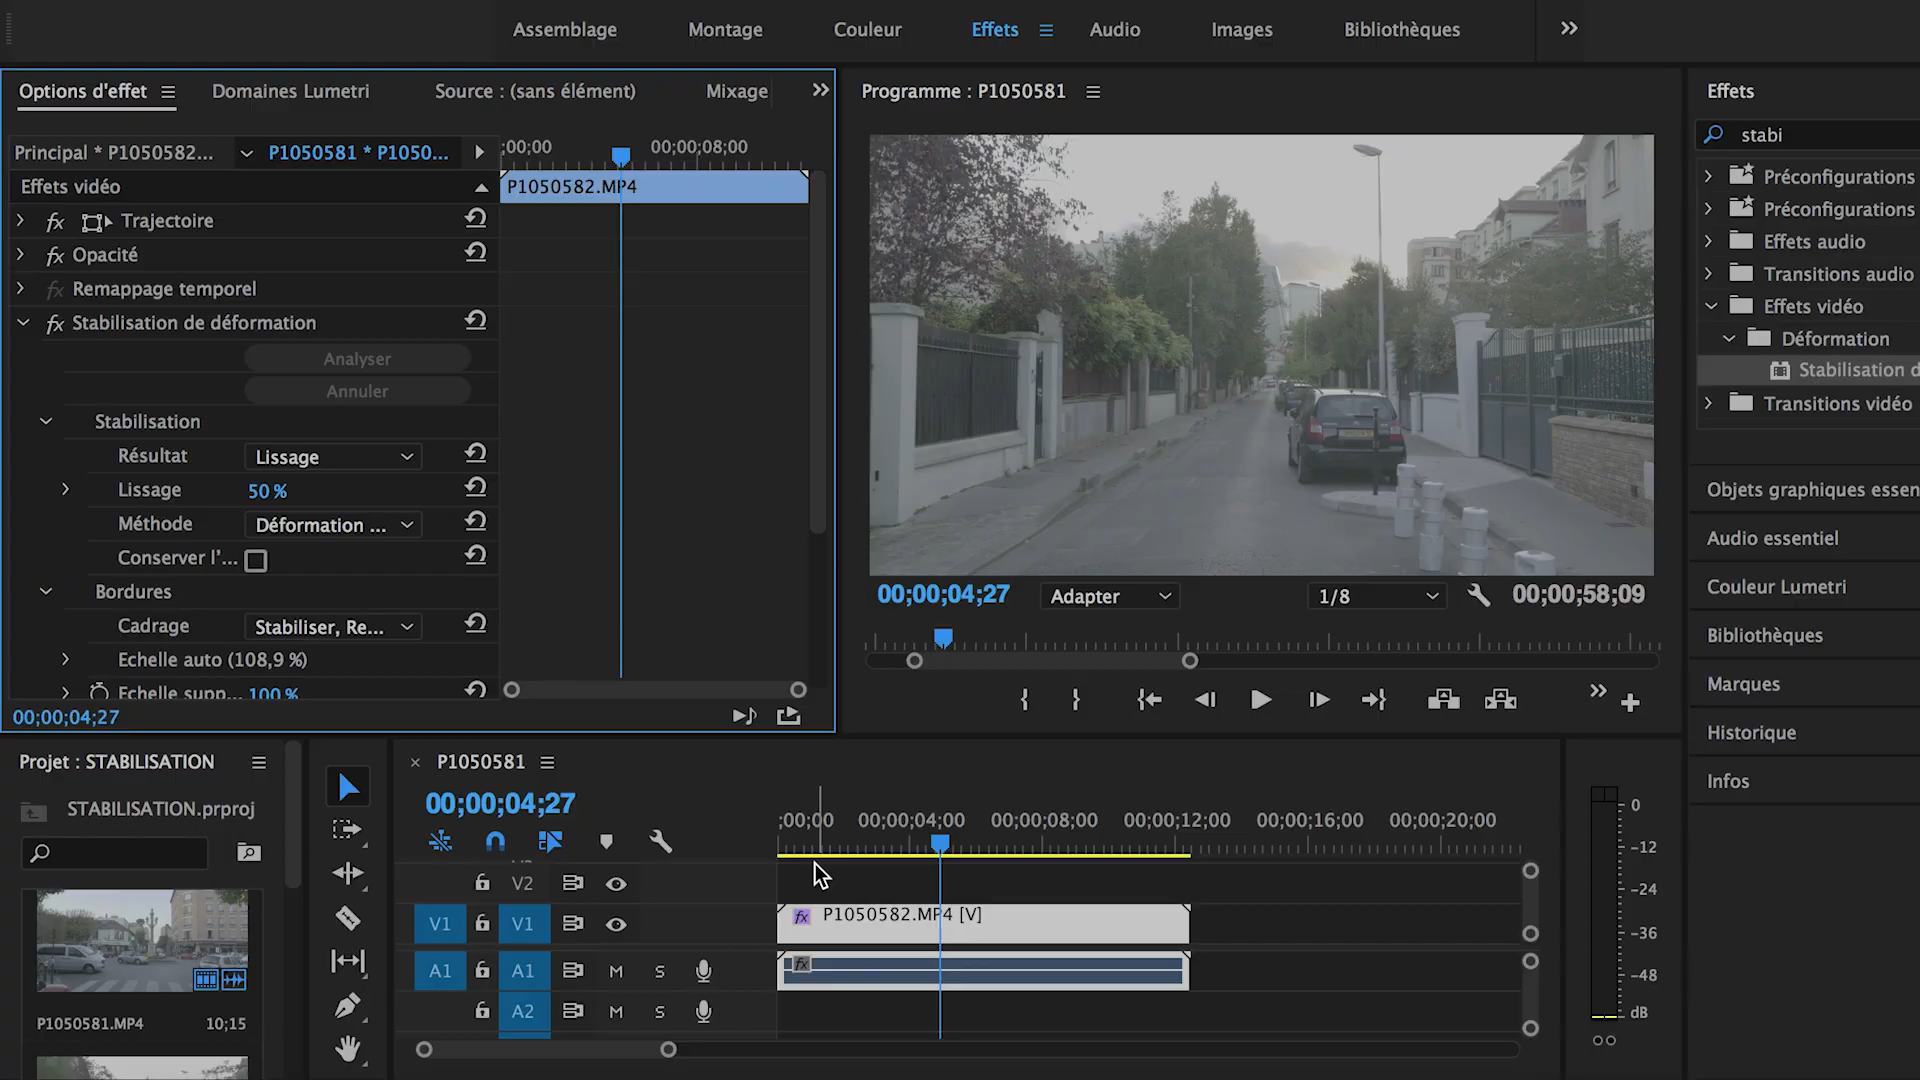 Assemblage Montage Couleur Effets Audio Images Bibliothèques
Options d'effet Domaines Lumetri Source : (sans élément) Mixage
Principal * P1050582... P1050581 * P1050...
;00;00 00;00;08;00
Effets vidéo
P1050582.MP4
fx Trajectoire
fx Opacité
fx Remappage temporel
fx Stabilisation de déformation
Analyser
Annuler
Stabilisation
Résultat Lissage
Lissage 50 %
Méthode Déformation ...
Conserver l'...
Bordures
Cadrage Stabiliser, Re...
Echelle auto (108,9 %)
Echelle supp... 100 %
00;00;04;27
Programme : P1050581
00;00;04;27 Adapter 1/8 00;00;58;09
Effets
stabi
Préconfigurations
Préconfigurations
Effets audio
Transitions audio
Effets vidéo
Déformation
Stabilisation d
Transitions vidéo
Objets graphiques essen
Audio essentiel
Couleur Lumetri
Bibliothèques
Marques
Historique
Infos
Projet : STABILISATION
STABILISATION.prproj
P1050581.MP4 10;15
× P1050581
00;00;04;27
;00;00 00;00;04;00 00;00;08;00 00;00;12;00 00;00;16;00 00;00;20;00
V2
V1 V1
fx P1050582.MP4 [V]
A1 A1 M S
fx
A2 M S
0
-12
-24
-36
-48
dB